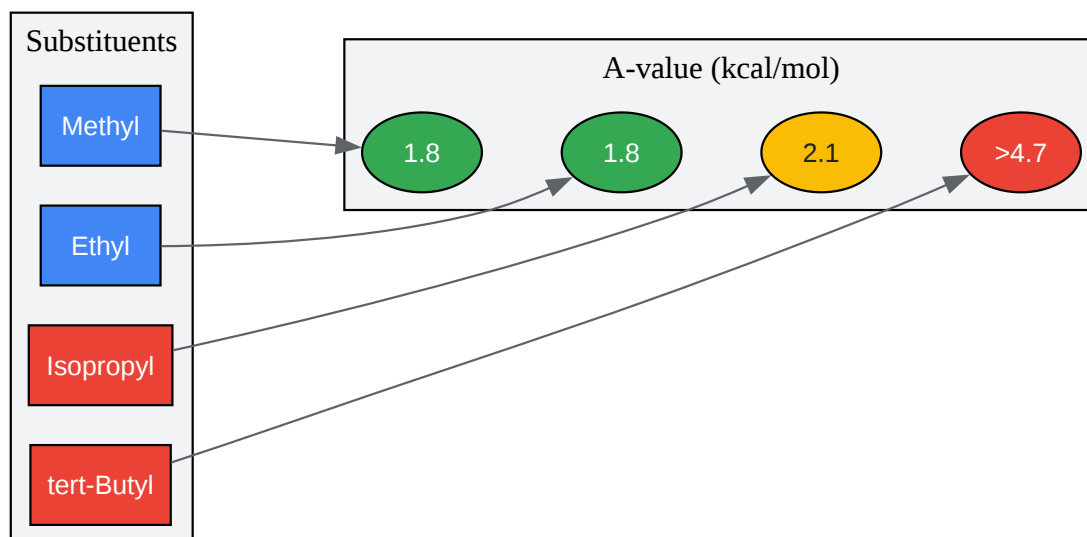 Substituents
Methyl
Ethyl
Isopropyl
tert-Butyl
A-value (kcal/mol)
1.8
1.8
2.1
>4.7